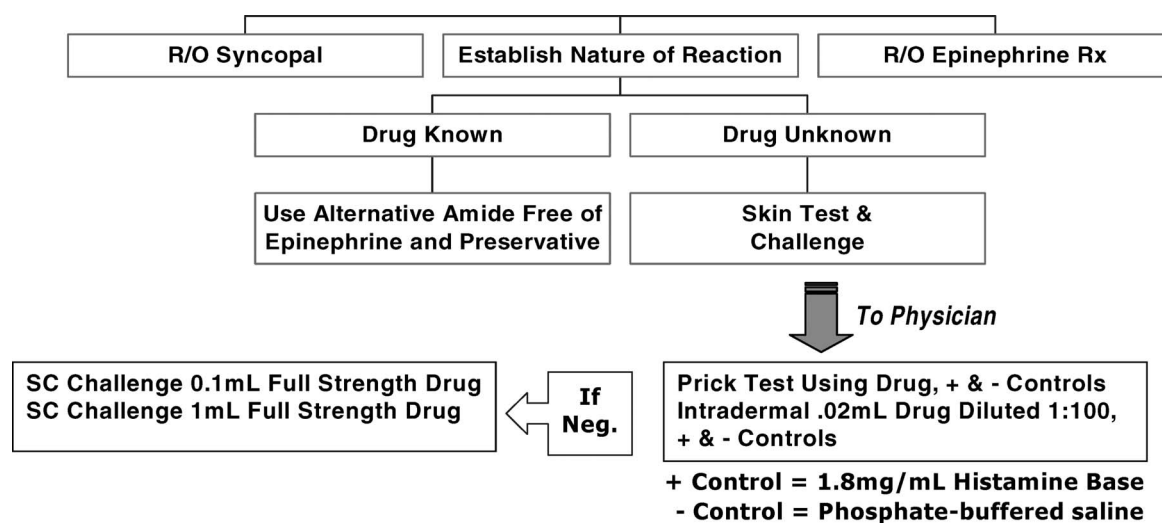 R/O Syncopal
Establish Nature of Reaction
R/O Epinephrine Rx
Drug Known
Drug Unknown
Use Alternative Amide Free of
Epinephrine and Preservative
Skin Test &
Challenge
To Physician
SC Challenge 0.1mL Full Strength Drug
SC Challenge 1mL Full Strength Drug
If
Neg.
Prick Test Using Drug, + & - Controls
Intradermal .02mL Drug Diluted 1:100,
+ & - Controls
+ Control = 1.8mg/mL Histamine Base
- Control = Phosphate-buffered saline